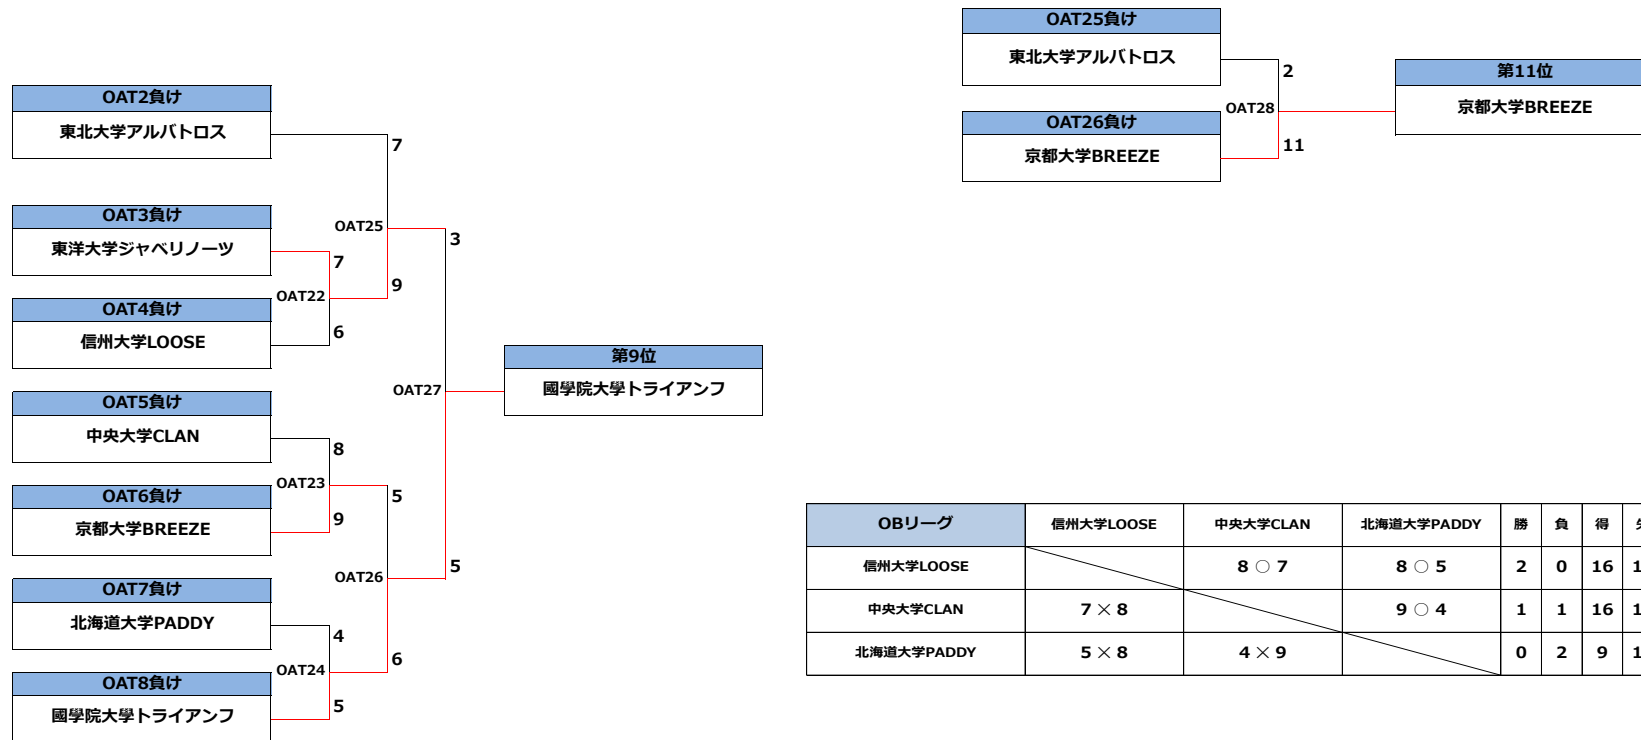 OAT2負け
東北大学アルバトロス
7
OAT3負け
東洋大学ジャベリノーツ
7
OAT25
3
9
OAT22
OAT4負け
信州大学LOOSE
6
OAT5負け
中央大学CLAN
8
OAT23
5
OAT6負け
京都大学BREEZE
9
OAT27
第9位
國學院大學トライアンフ
OAT26
5
OAT7負け
北海道大学PADDY
4
OAT24
6
OAT8負け
國學院大學トライアンフ
5
OAT25負け
東北大学アルバトロス
2
OAT28
OAT26負け
京都大学BREEZE
11
第11位
京都大学BREEZE
OBリーグ 信州大学LOOSE 中央大学CLAN 北海道大学PADDY 勝 負 得
信州大学LOOSE 8 ○ 7 8 ○ 5 2 0 16
中央大学CLAN 7 × 8 9 ○ 4 1 1 16
北海道大学PADDY 5 × 8 4 × 9 0 2 9